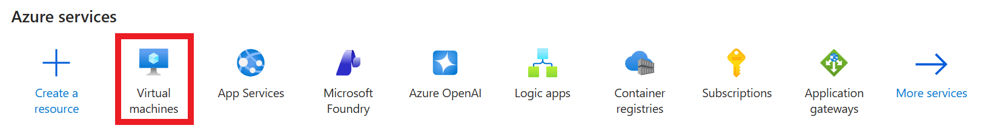 Azure services
Create a
resource
Virtual
machines
App Services
Microsoft
Foundry
Azure OpenAI
Logic apps
Container
registries
Subscriptions
Application
gateways
More services